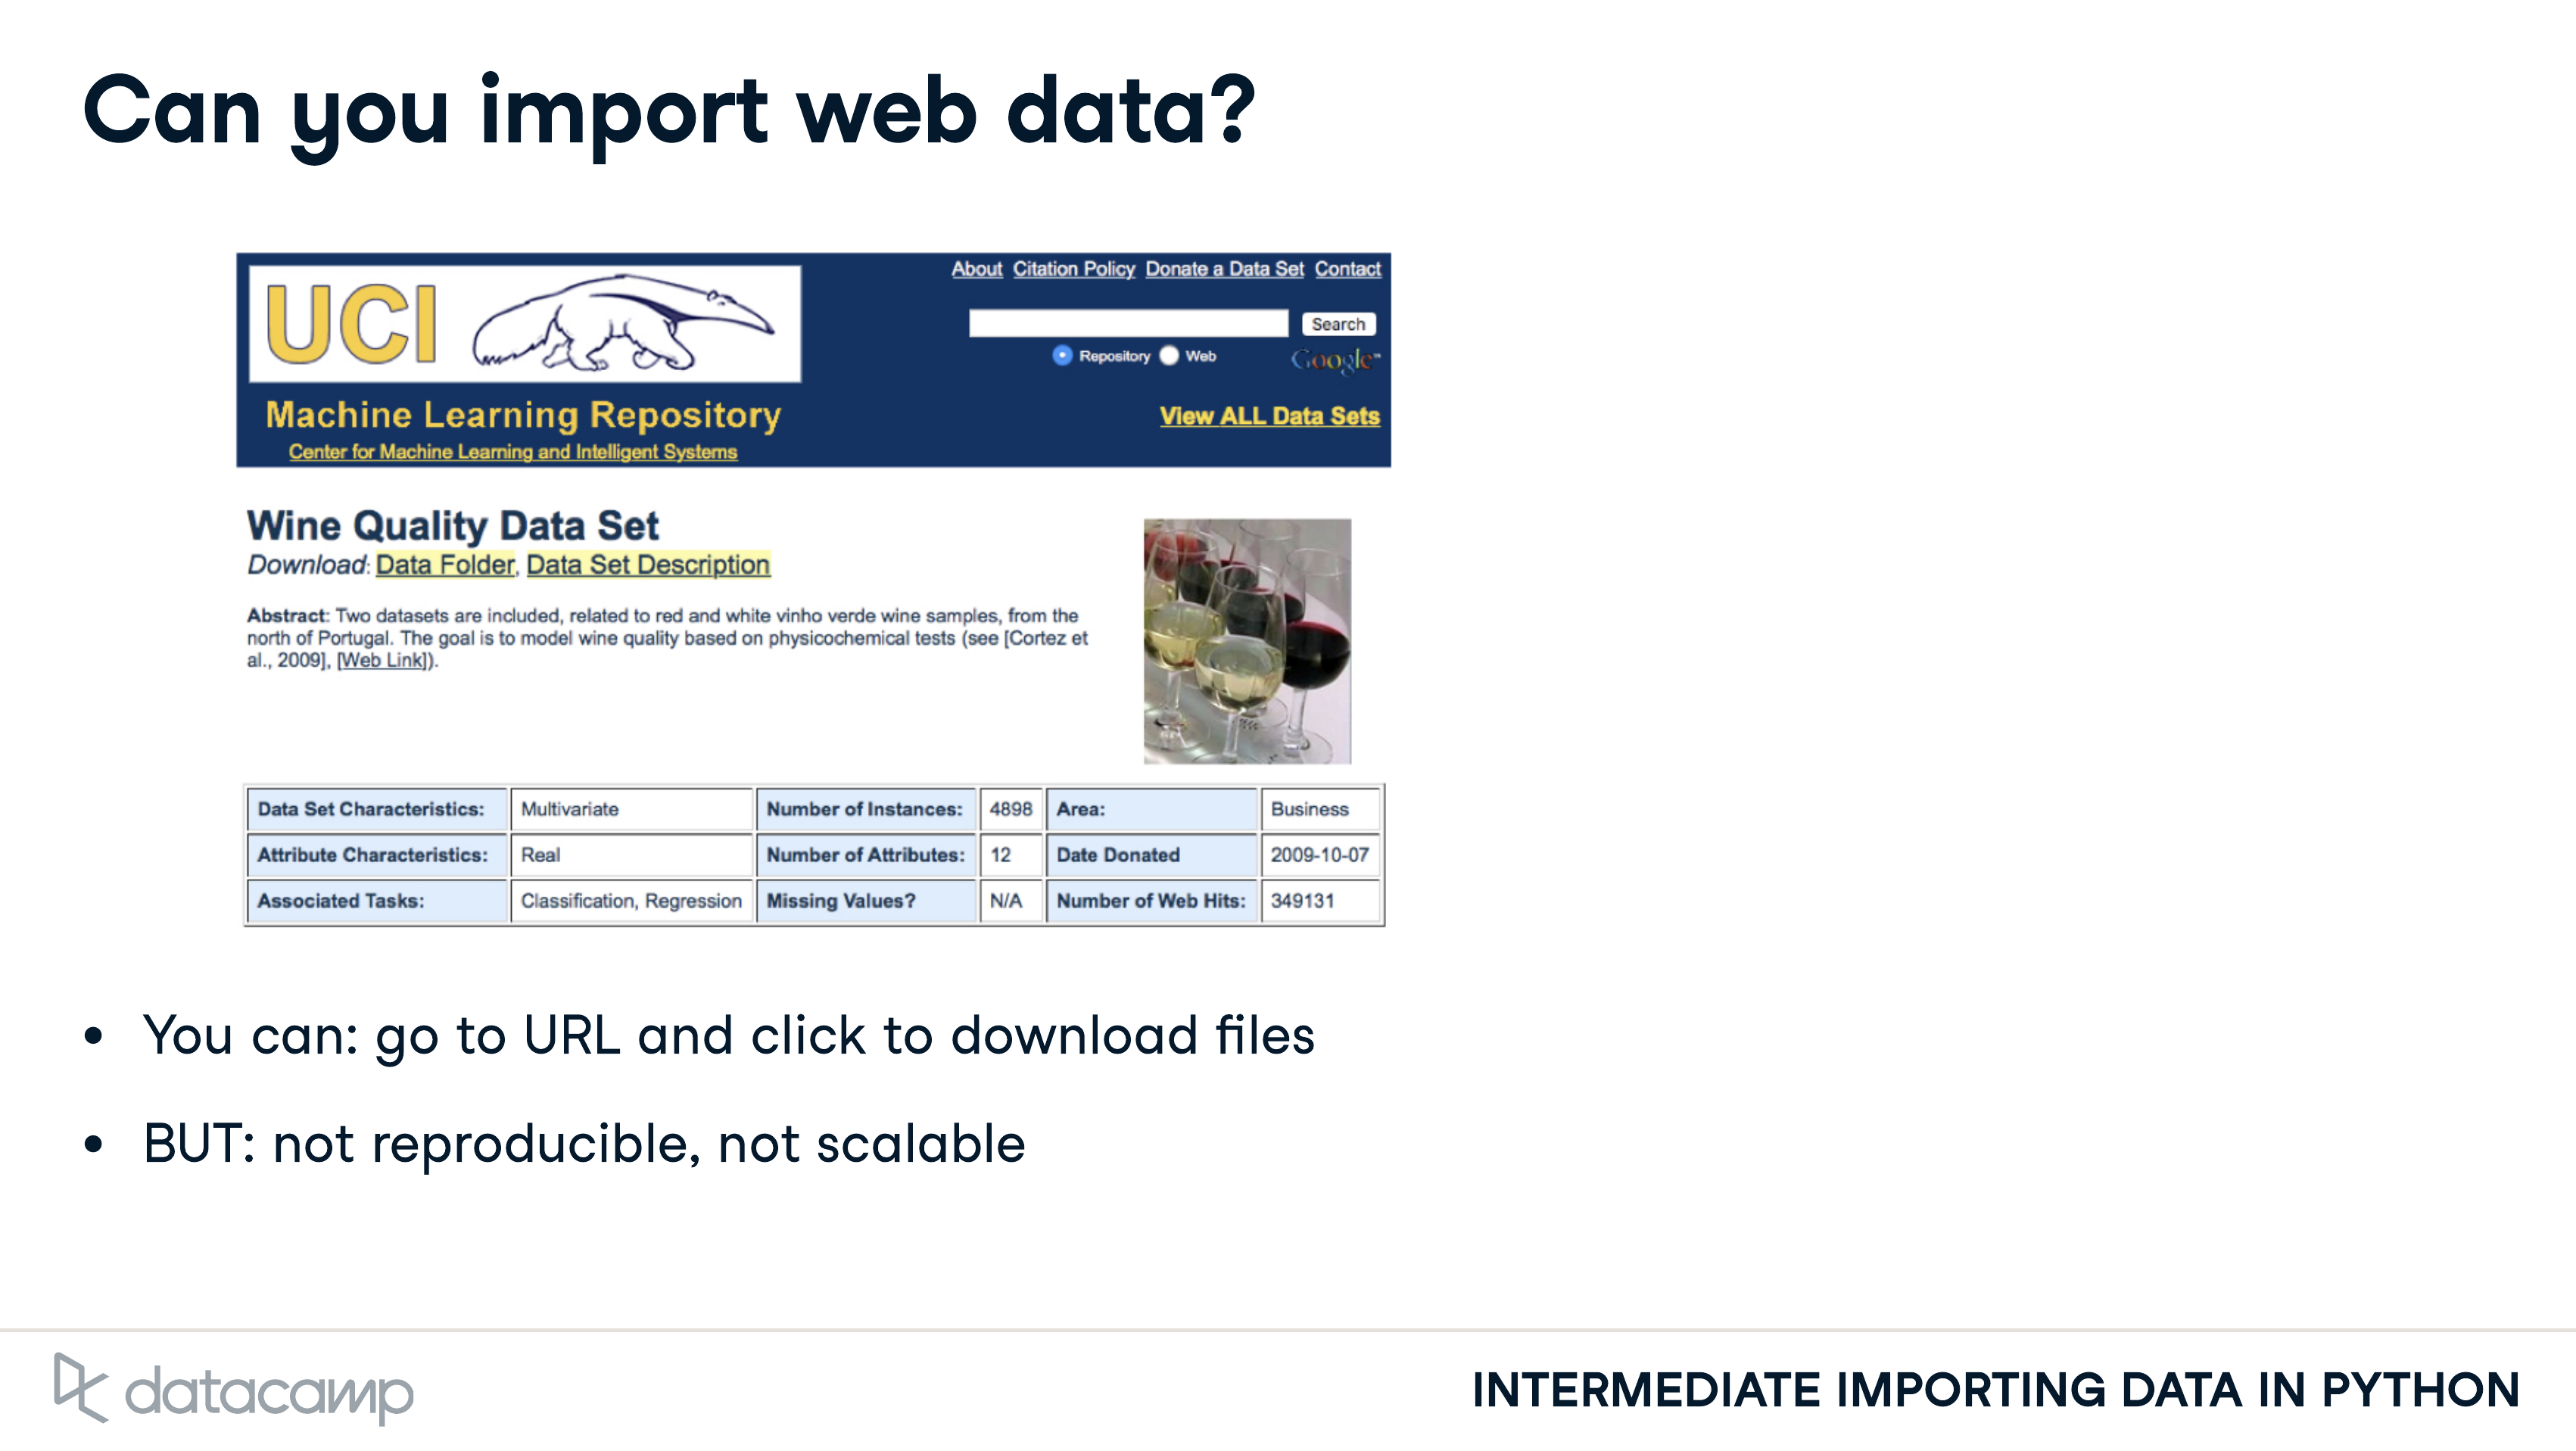 Can you import web data?
UCI
About Citation Policy Donate a Data Set Contact
Search
Repository Web
Google™
Machine Learning Repository
View ALL Data Sets
Center for Machine Learning and Intelligent Systems
Wine Quality Data Set
Download: Data Folder, Data Set Description
Abstract: Two datasets are included, related to red and white vinho verde wine samples, from the
north of Portugal. The goal is to model wine quality based on physicochemical tests (see [Cortez et
al., 2009], [Web Link]).
Data Set Characteristics: Multivariate Number of Instances: 4898 Area: Business
Attribute Characteristics: Real Number of Attributes: 12 Date Donated 2009-10-07
Associated Tasks: Classification, Regression Missing Values? N/A Number of Web Hits: 349131
• You can: go to URL and click to download files
• BUT: not reproducible, not scalable
datacamp
INTERMEDIATE IMPORTING DATA IN PYTHON